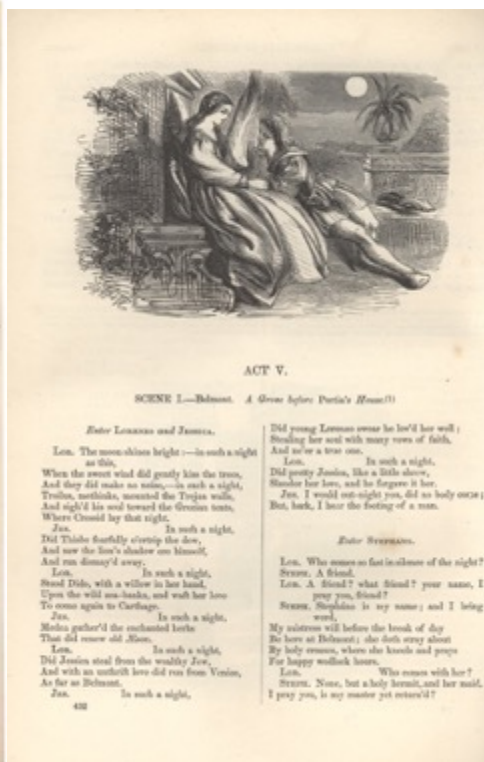 ACT V.
SCENE I.—Belmont. A Grove before Portia's House.(1)
Enter LORENZO and JESSICA.
LOR. The moon shines bright:—in such a night
as this,
When the sweet wind did gently kiss the trees,
And they did make no noise,—in such a night,
Troilus, methinks, mounted the Trojan walls,
And sigh'd his soul toward the Grecian tents,
Where Cressid lay that night.
JES. In such a night,
Did Thisbe fearfully o'ertrip the dew,
And saw the lion's shadow ere himself,
And ran dismay'd away.
LOR. In such a night,
Stood Dido, with a willow in her hand,
Upon the wild sea-banks, and waft her love
To come again to Carthage.
JES. In such a night,
Medea gather'd the enchanted herbs
That did renew old Æson.
LOR. In such a night,
Did Jessica steal from the wealthy Jew,
And with an unthrift love did run from Venice,
As far as Belmont.
JES. In such a night,
432
Did young Lorenzo swear he lov'd her well;
Stealing her soul with many vows of faith,
And ne'er a true one.
LOR. In such a night,
Did pretty Jessica, like a little shrew,
Slander her love, and he forgave it her.
JES. I would out-night you, did no body come;
But, hark, I hear the footing of a man.
Enter STEPHANO.
LOR. Who comes so fast in silence of the night?
STEPH. A friend.
LOR. A friend? what friend? your name, I
pray you, friend?
STEPH. Stephano is my name; and I bring
word,
My mistress will before the break of day
Be here at Belmont; she doth stray about
By holy crosses, where she kneels and prays
For happy wedlock hours.
LOR. Who comes with her?
STEPH. None, but a holy hermit, and her maid.
I pray you, is my master yet return'd?